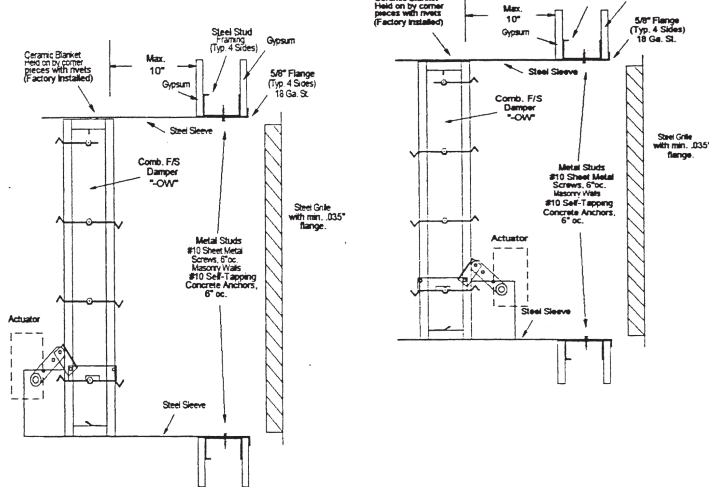 Steel Stud
Framing
(Typ. 4 Sides)
Gypsum
Ceramic Blanket
Held on by corner
pieces with rivets
(Factory Installed)
Max.
10"
Gypsum
5/8" Flange
(Typ. 4 Sides)
18 Ga. St.
Steel Sleeve
Comb. F/S
Damper
"-OW"
Steel Grille
with min. .035"
flange.
Metal Studs
#10 Sheet Metal
Screws, 6"oc.
Masonry Walls
#10 Self-Tapping
Concrete Anchors,
6" oc.
Actuator
Steel Sleeve
Held on by corner
pieces with rivets
(Factory Installed)
Max.
10"
Gypsum
5/8" Flange
(Typ. 4 Sides)
18 Ga. St.
Steel Sleeve
Comb. F/S
Damper
"-OW"
Steel Grille
with min. .035"
flange.
Metal Studs
#10 Sheet Metal
Screws, 6"oc.
Masonry Walls
#10 Self-Tapping
Concrete Anchors,
6" oc.
Actuator
Steel Sleeve